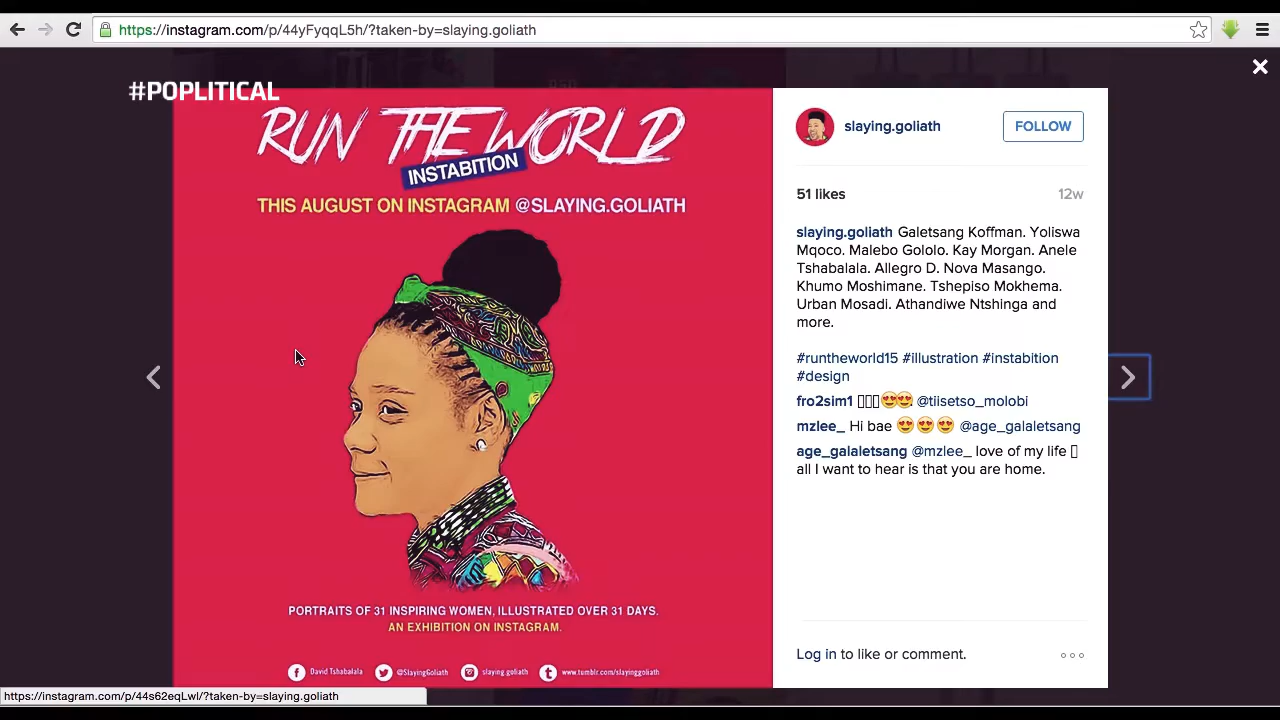 https://instagram.com/p/44yFyqqL5h/?taken-by=slaying.goliath
#POPLITICAL
RUN THE WORLD
INSTABITION
THIS AUGUST ON INSTAGRAM @SLAYING.GOLIATH
PORTRAITS OF 31 INSPIRING WOMEN, ILLUSTRATED OVER 31 DAYS.
AN EXHIBITION ON INSTAGRAM.
David Tshabalala @SlayingGoliath slaying.goliath www.tumblr.com/slayinggoliath
slaying.goliath
FOLLOW
51 likes
12w
slaying.goliath Galetsang Koffman. Yoliswa
Mqoco. Malebo Gololo. Kay Morgan. Anele
Tshabalala. Allegro D. Nova Masango.
Khumo Moshimane. Tshepiso Mokhema.
Urban Mosadi. Athandiwe Ntshinga and
more.
#runtheworld15 #illustration #instabition
#design
fro2sim1 😍😍 @tiisetso_molobi
mzlee_ Hi bae 😍 😍 😍 @age_galaletsang
age_galaletsang @mzlee_ love of my life
all I want to hear is that you are home.
Log in to like or comment.
https://instagram.com/p/44s62eqLwl/?taken-by=slaying.goliath